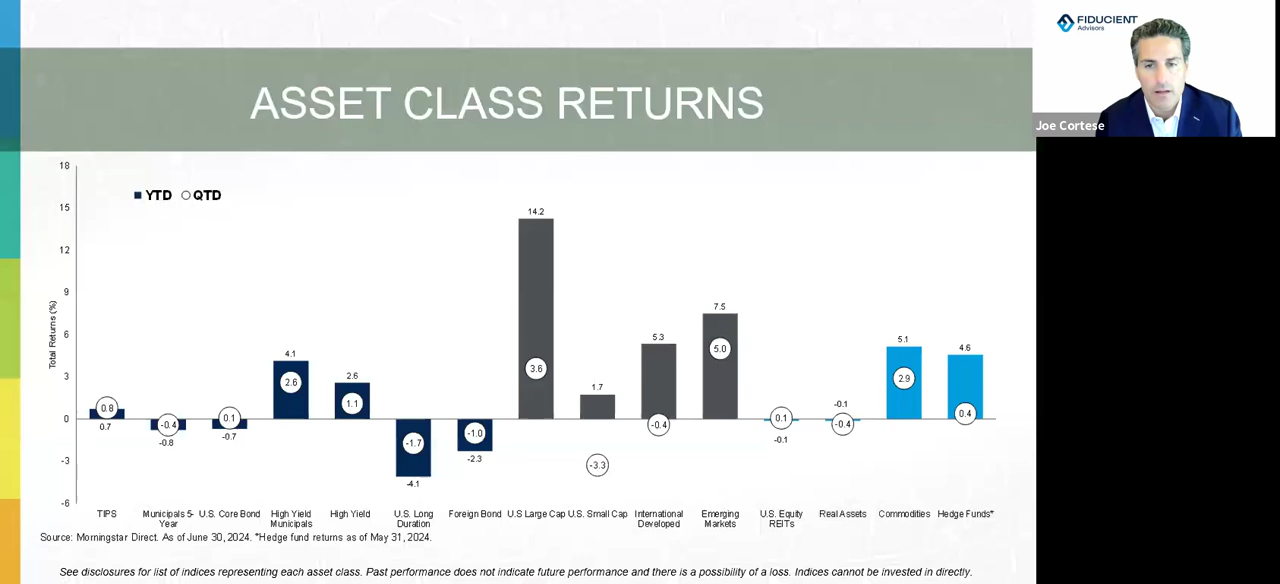 FIDUCIENT
Advisors
Joe Cortese
ASSET CLASS RETURNS
YTD QTD
Total Returns (%)
18
15
12
9
6
3
0
-3
-6
0.8
0.7
-0.4
-0.8
0.1
-0.7
4.1
2.6
2.6
1.1
-1.7
-4.1
-1.0
-2.3
14.2
3.6
1.7
-3.3
5.3
-0.4
7.5
5.0
0.1
-0.1
-0.1
-0.4
5.1
2.9
4.6
0.4
TIPS
Municipals 5-
Year
U.S. Core Bond
High Yield
Municipals
High Yield
U.S. Long
Duration
Foreign Bond
U.S Large Cap
U.S. Small Cap
International
Developed
Emerging
Markets
U.S. Equity
REITs
Real Assets
Commodities
Hedge Funds*
Source: Morningstar Direct. As of June 30, 2024. *Hedge fund returns as of May 31, 2024.
See disclosures for list of indices representing each asset class. Past performance does not indicate future performance and there is a possibility of a loss. Indices cannot be invested in directly.